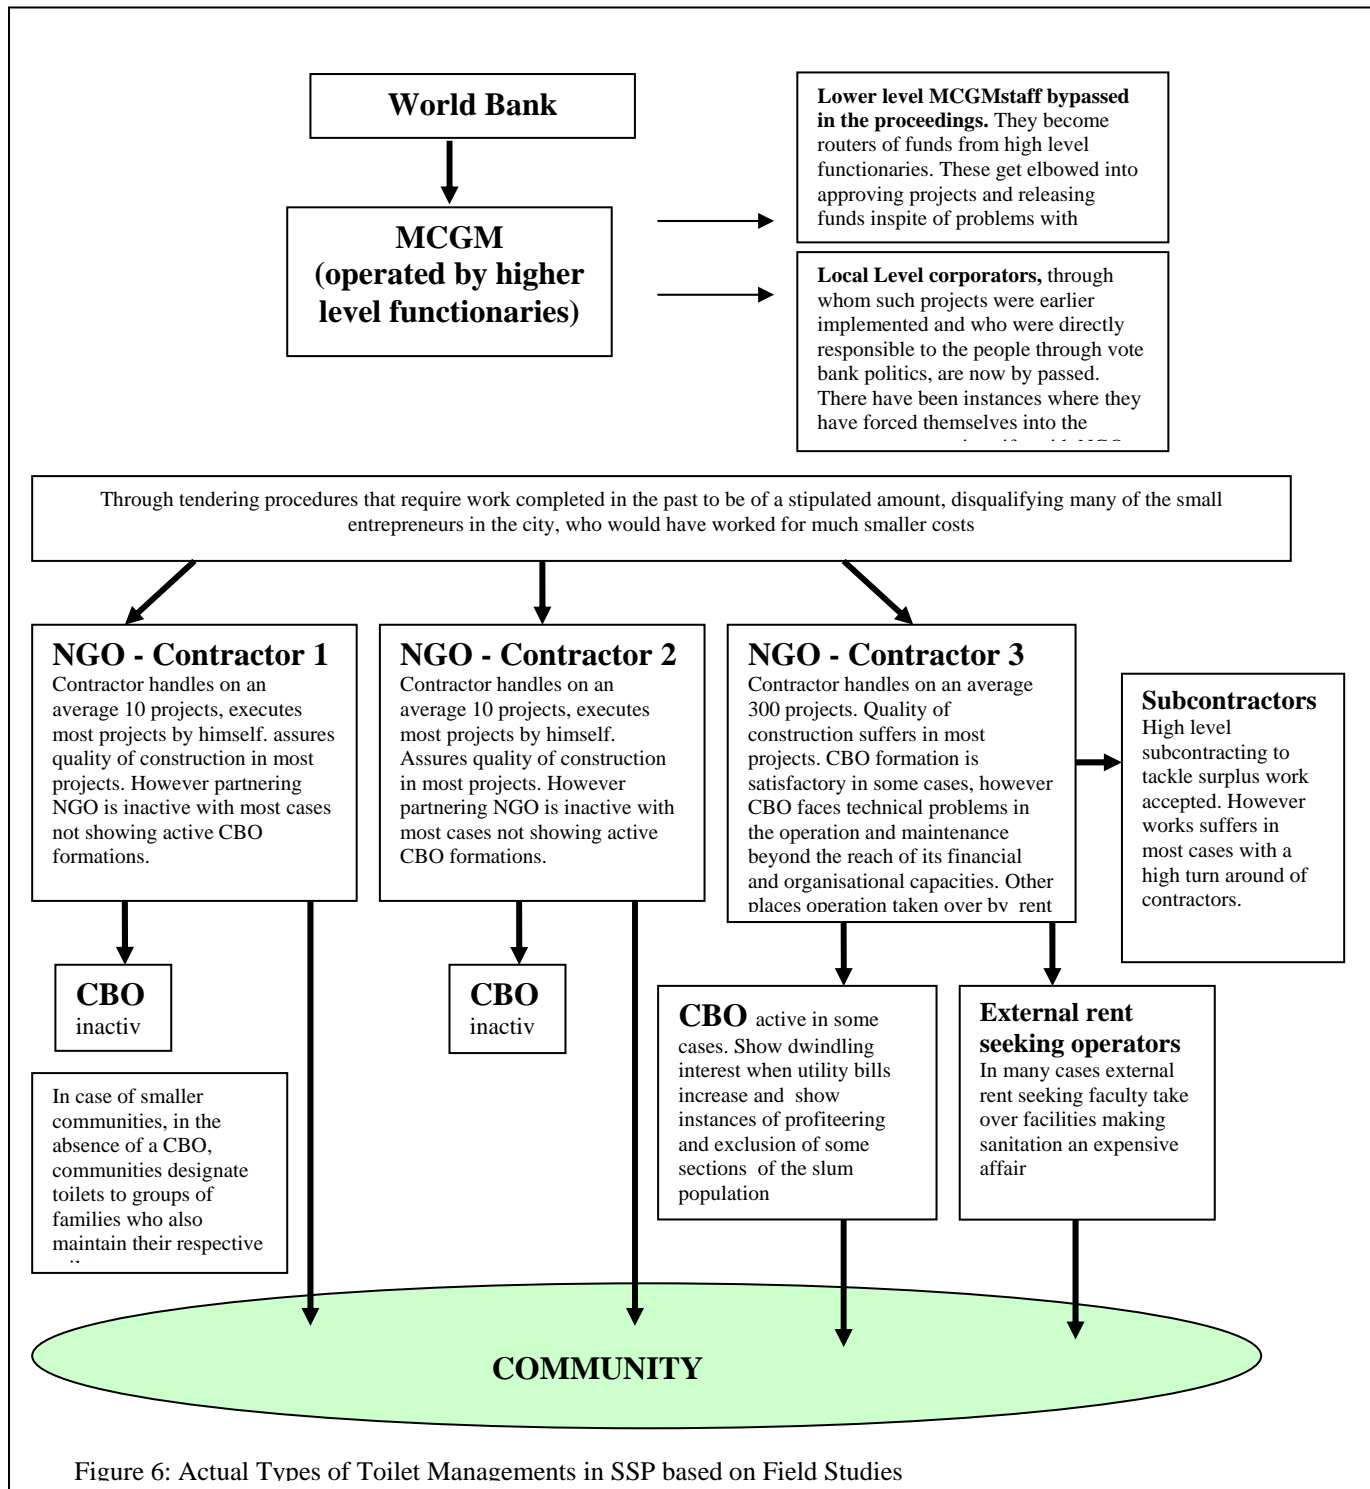 World Bank
Lower level MCGMstaff bypassed
in the proceedings. They become
routers of funds from high level
functionaries. These get elbowed into
approving projects and releasing
funds inspite of problems with
MCGM
(operated by higher
level functionaries)
Local Level corporators, through
whom such projects were earlier
implemented and who were directly
responsible to the people through vote
bank politics, are now by passed.
There have been instances where they
have forced themselves into the
Through tendering procedures that require work completed in the past to be of a stipulated amount, disqualifying many of the small
entrepreneurs in the city, who would have worked for much smaller costs
NGO - Contractor 1
Contractor handles on an
average 10 projects, executes
most projects by himself. assures
quality of construction in most
projects. However partnering
NGO is inactive with most cases
not showing active CBO
formations.
NGO - Contractor 2
Contractor handles on an
average 10 projects, executes
most projects by himself.
Assures quality of construction
in most projects. However
partnering NGO is inactive with
most cases not showing active
CBO formations.
NGO - Contractor 3
Contractor handles on an average
300 projects. Quality of
construction suffers in most
projects. CBO formation is
satisfactory in some cases, however
CBO faces technical problems in
the operation and maintenance
beyond the reach of its financial
and organisational capacities. Other
places operation taken over by rent
Subcontractors
High level
subcontracting to
tackle surplus work
accepted. However
works suffers in
most cases with a
high turn around of
contractors.
CBO
inactiv
CBO
inactiv
CBO active in some
cases. Show dwindling
interest when utility bills
increase and show
instances of profiteering
and exclusion of some
sections of the slum
population
External rent
seeking operators
In many cases external
rent seeking faculty take
over facilities making
sanitation an expensive
affair
In case of smaller
communities, in the
absence of a CBO,
communities designate
toilets to groups of
families who also
maintain their respective
COMMUNITY
Figure 6: Actual Types of Toilet Managements in SSP based on Field Studies